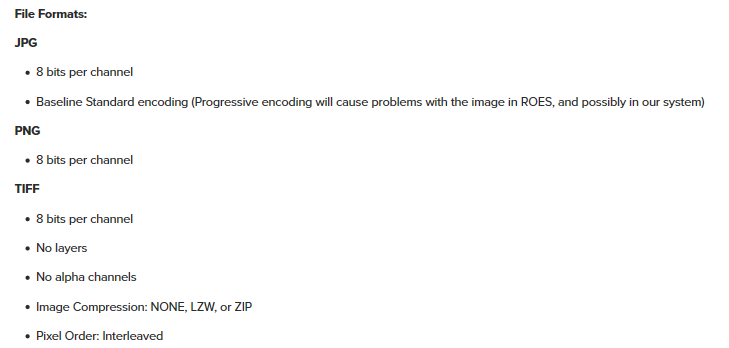 File Formats:
JPG
• 8 bits per channel
• Baseline Standard encoding (Progressive encoding will cause problems with the image in ROES, and possibly in our system)
PNG
• 8 bits per channel
TIFF
• 8 bits per channel
• No layers
• No alpha channels
• Image Compression: NONE, LZW, or ZIP
• Pixel Order: Interleaved